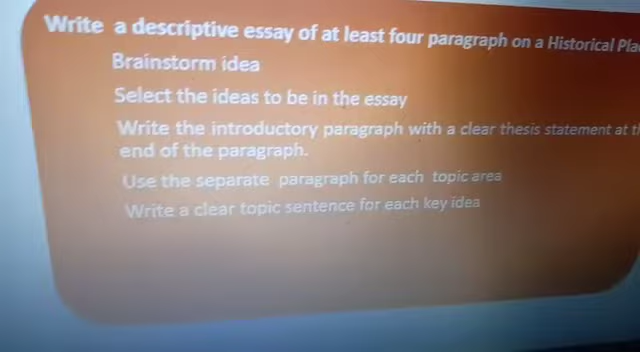 Write a descriptive essay of at least four paragraph on a Historical
Brainstorm idea
Select the ideas to be in the essay
Write the introductory paragraph with a clear thesis statement at
end of the paragraph.
Use the separate paragraph for each topic area
Write a clear topic sentence for each key idea